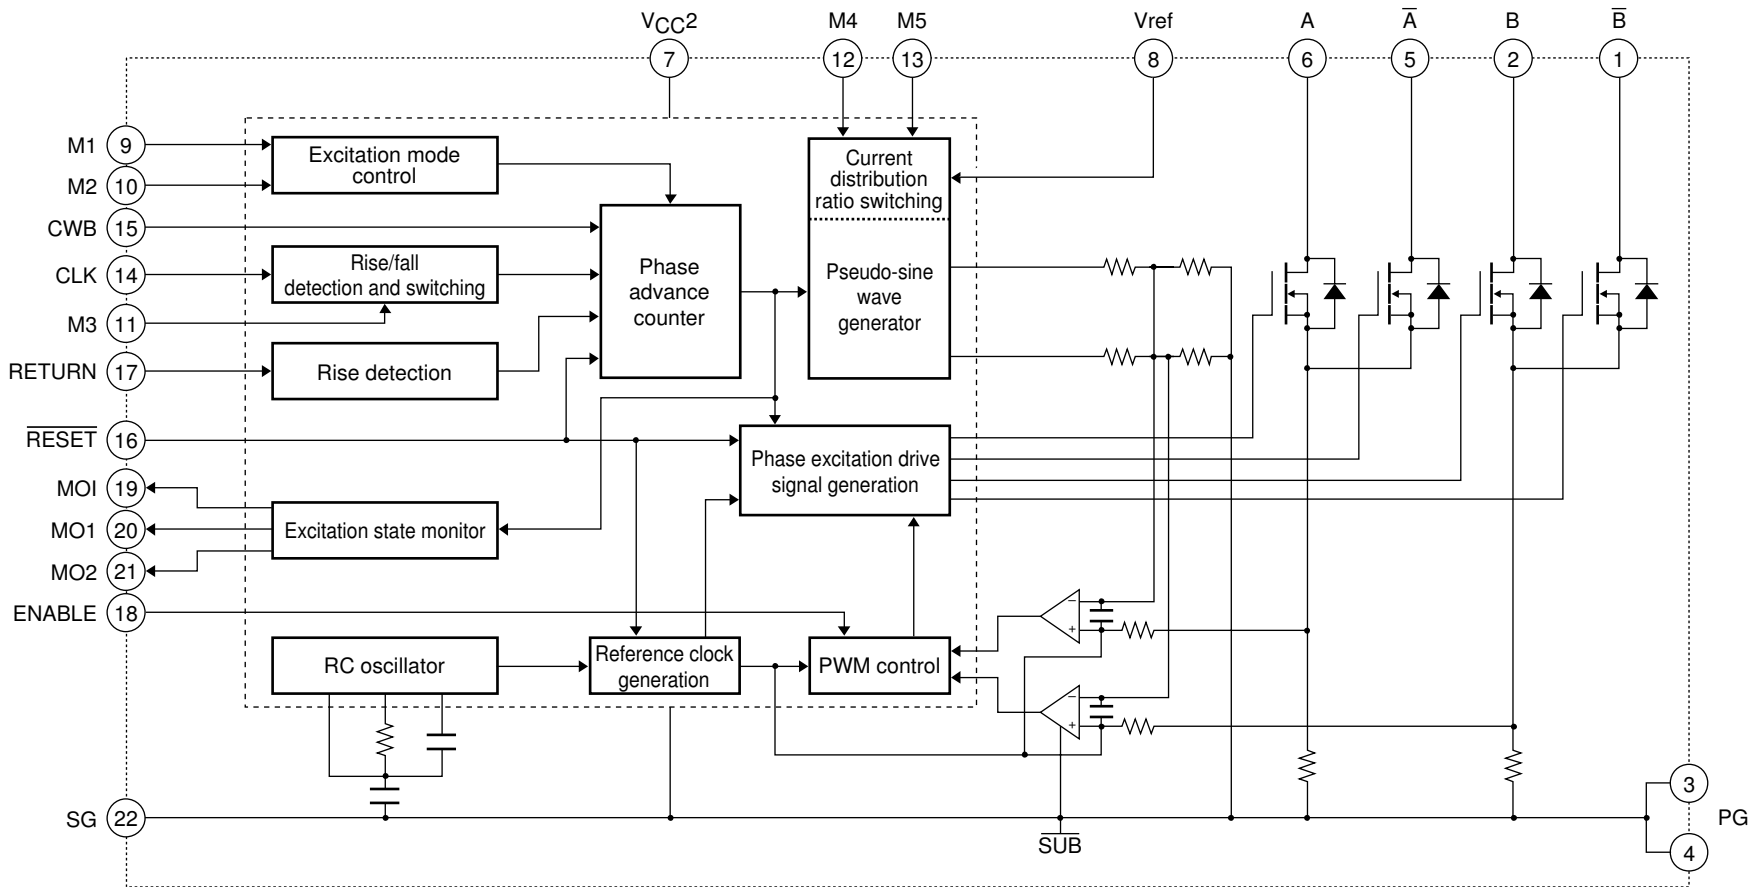 VCC2 M4 M5 Vref A A̅ B B̅
7 12 13 8 6 5 2 1
M1 9
M2 10
CWB 15
CLK 14
M3 11
RETURN 17
R̅E̅S̅E̅T̅ 16
MOI 19
MO1 20
MO2 21
ENABLE 18
SG 22
Excitation mode
control
Rise/fall
detection and switching
Rise detection
Phase
advance
counter
Current
distribution
ratio switching
Pseudo-sine
wave
generator
Phase excitation drive
signal generation
Excitation state monitor
RC oscillator
Reference clock
generation
PWM control
−
+
−
+
S̅U̅B̅
3
PG
4